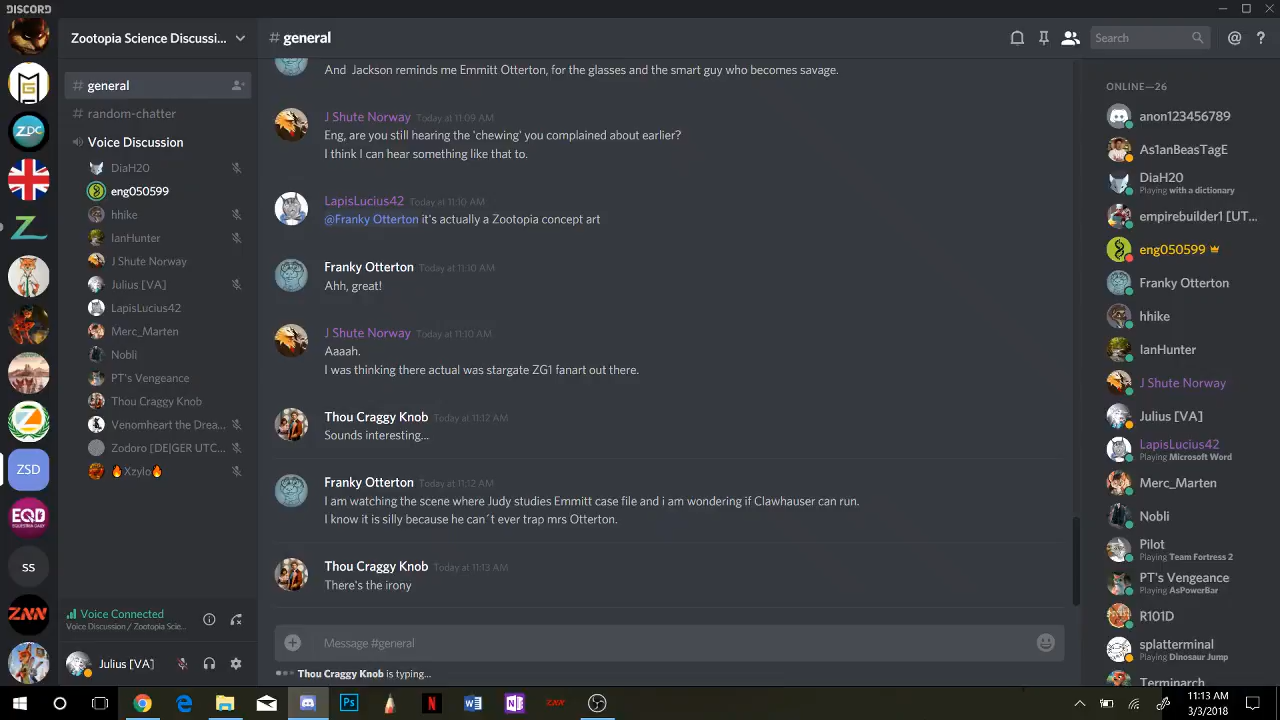 DISCORD
Zootopia Science Discussi...
# general
Search
@ ?
# general
# random-chatter
Voice Discussion
DiaH20
eng050599
hhike
IanHunter
J Shute Norway
Julius [VA]
LapisLucius42
Merc_Marten
Nobli
PT's Vengeance
Thou Craggy Knob
Venomheart the Drea...
Zodoro [DE|GER UTC...
🔥Xzylo🔥
ZDC
ZSD
EQD
EQUESTRIA DAILY
ss
ZNN
Voice Connected
Voice Discussion / Zootopia Scie...
Julius [VA]
And  Jackson reminds me Emmitt Otterton, for the glasses and the smart guy who becomes savage.
J Shute Norway Today at 11:09 AM
Eng, are you still hearing the 'chewing' you complained about earlier?
I think I can hear something like that to.
LapisLucius42 Today at 11:10 AM
@Franky Otterton it's actually a Zootopia concept art
Franky Otterton Today at 11:10 AM
Ahh, great!
J Shute Norway Today at 11:10 AM
Aaaah.
I was thinking there actual was stargate ZG1 fanart out there.
Thou Craggy Knob Today at 11:12 AM
Sounds interesting...
Franky Otterton Today at 11:12 AM
I am watching the scene where Judy studies Emmitt case file and i am wondering if Clawhauser can run.
I know it is silly because he can´t ever trap mrs Otterton.
Thou Craggy Knob Today at 11:13 AM
There's the irony
Message #general
Thou Craggy Knob is typing...
ONLINE—26
anon123456789
As1anBeasTagE
DiaH20
Playing with a dictionary
empirebuilder1 [UT...
eng050599
Franky Otterton
hhike
IanHunter
J Shute Norway
Julius [VA]
LapisLucius42
Playing Microsoft Word
Merc_Marten
Nobli
Pilot
Playing Team Fortress 2
PT's Vengeance
Playing AsPowerBar
R101D
splatterminal
Playing Dinosaur Jump
Terminarch
Ps
N
W
N
ZNN
11:13 AM
3/3/2018